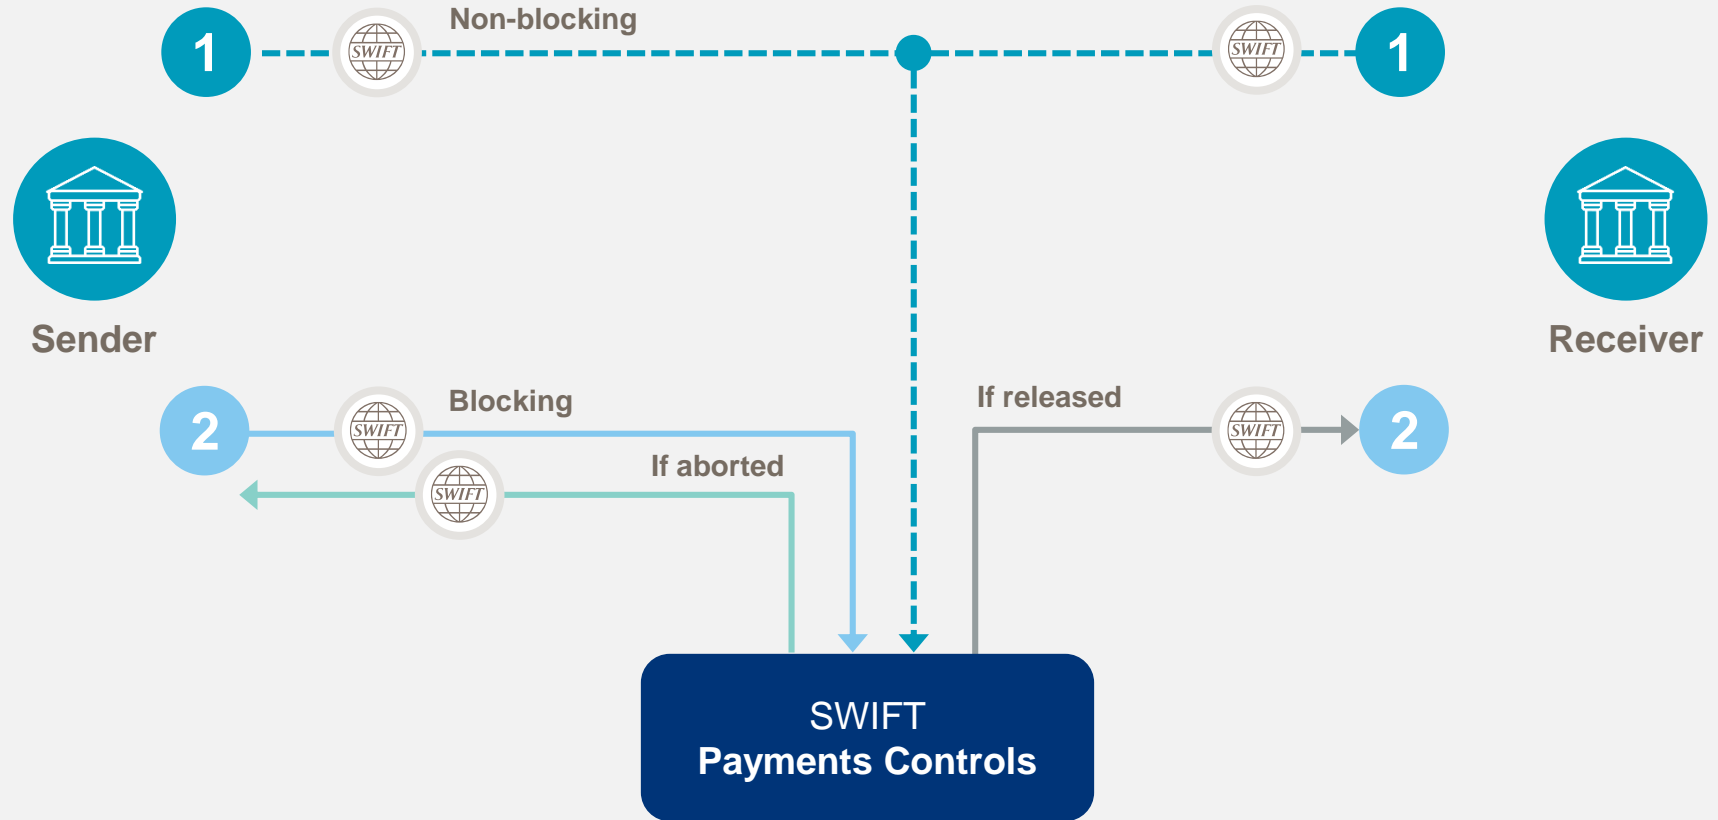 Non-blocking
1
SWIFT
SWIFT
1
Sender
Receiver
2
SWIFT
Blocking
If released
SWIFT
2
If aborted
SWIFT
SWIFT
Payments Controls